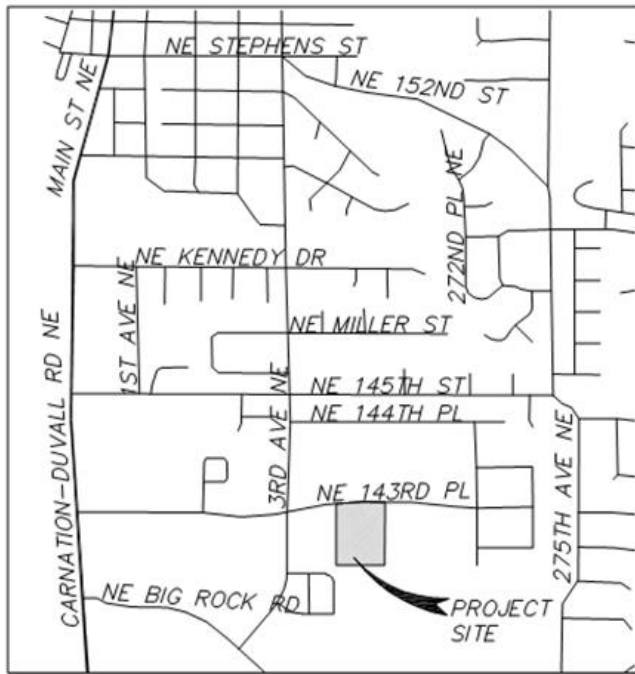 NE STEPHENS ST
NE 152ND ST
MAIN ST NE
272ND PL NE
NE KENNEDY DR
1ST AVE NE
NE MILLER ST
CARNATION-DUVALL RD NE
NE 145TH ST
NE 144TH PL
3RD AVE NE
275TH AVE NE
NE 143RD PL
NE BIG ROCK RD
PROJECT
SITE